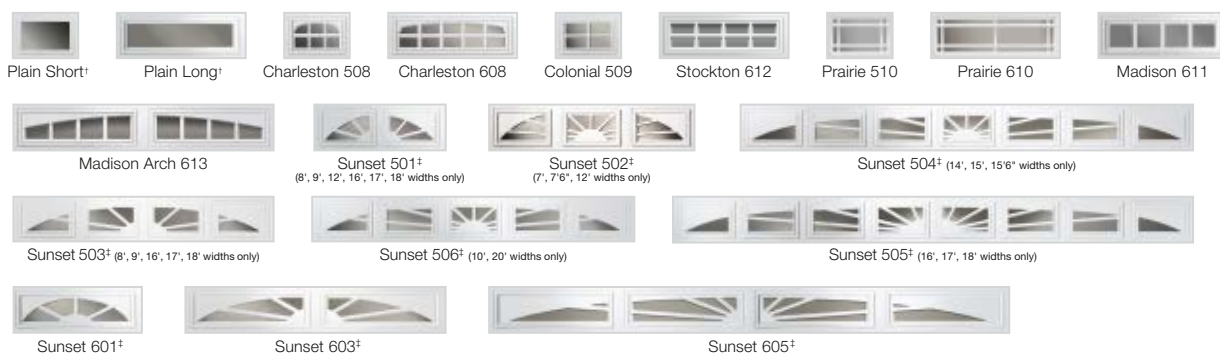 Plain Short†
Plain Long†
Charleston 508
Charleston 608
Colonial 509
Stockton 612
Prairie 510
Prairie 610
Madison 611
Madison Arch 613
Sunset 501‡
(8', 9', 12', 16', 17', 18' widths only)
Sunset 502‡
(7', 7'6", 12' widths only)
Sunset 504‡ (14', 15', 15'6" widths only)
Sunset 503‡ (8', 9', 16', 17', 18' widths only)
Sunset 506‡ (10', 20' widths only)
Sunset 505‡ (16', 17', 18' widths only)
Sunset 601‡
Sunset 603‡
Sunset 605‡